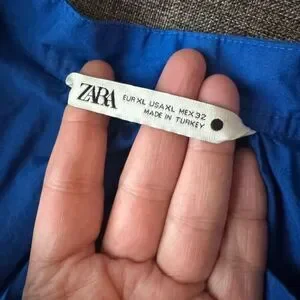 ZARA
EUR XL USA XL MEX 32
MADE IN TURKEY